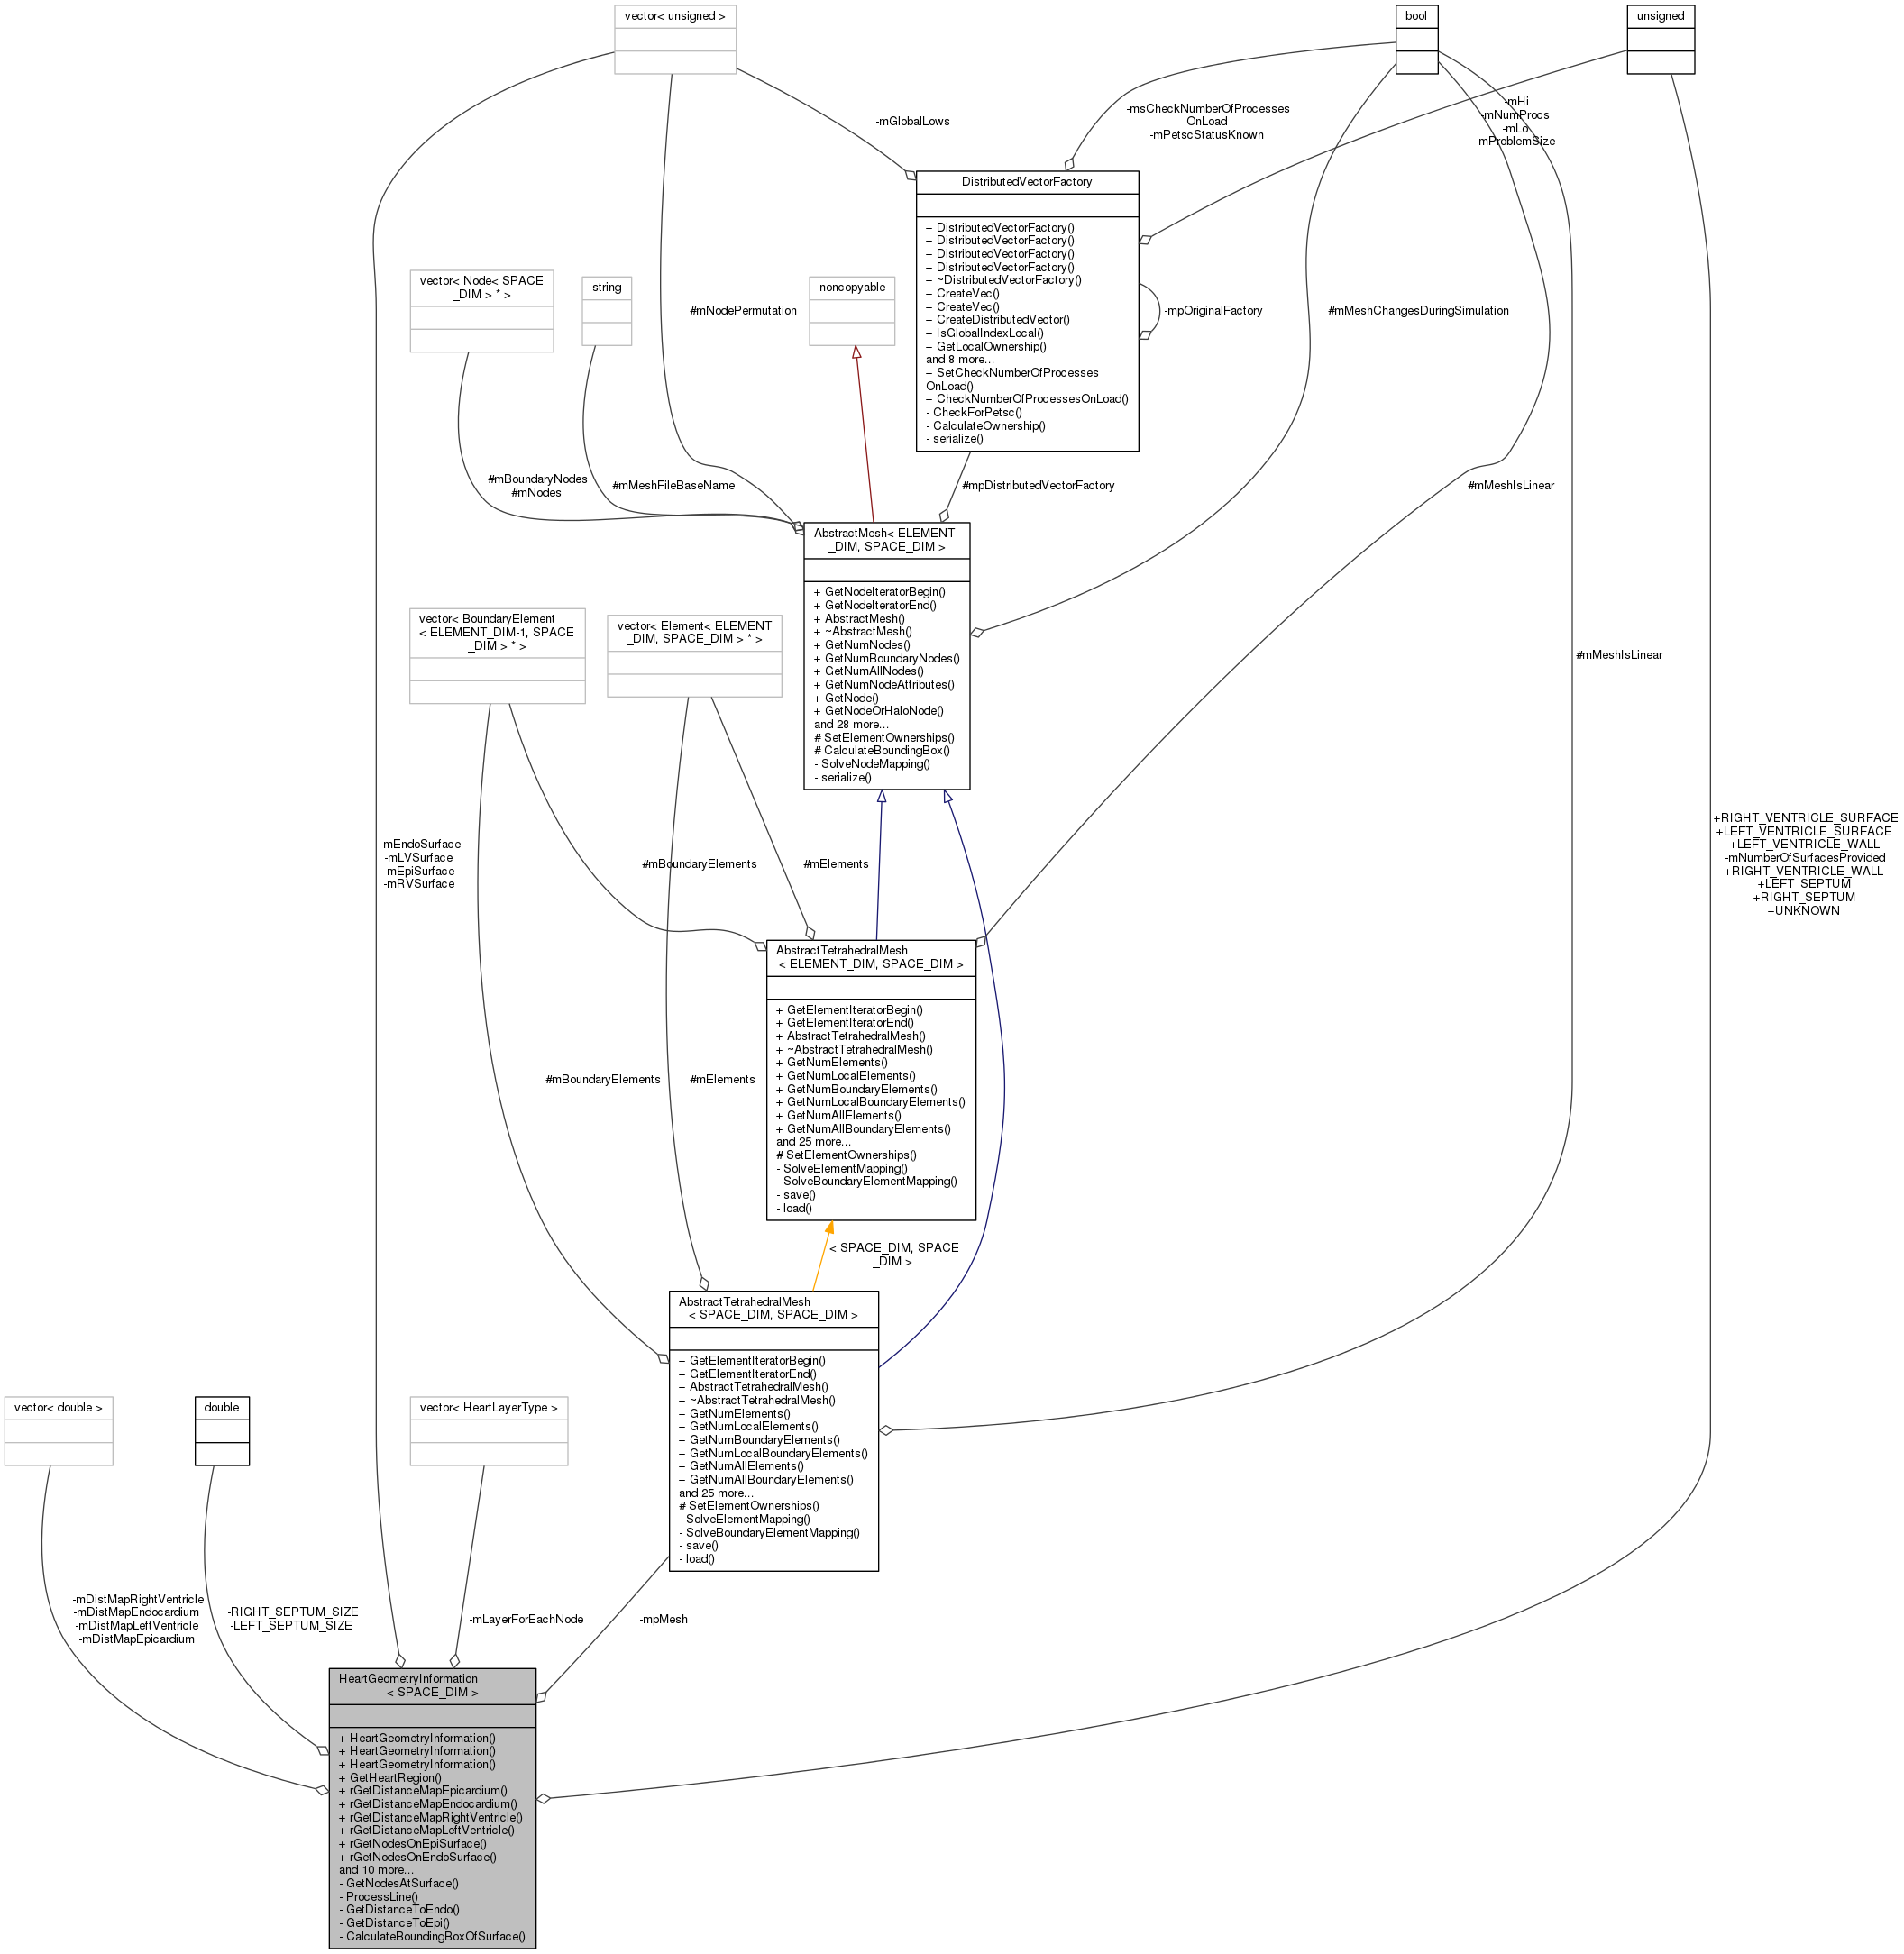 vector< unsigned >
bool
unsigned
-mGlobalLows
-msCheckNumberOfProcesses
OnLoad
-mPetscStatusKnown
-mHi
-mNumProcs
-mLo
-mProblemSize
DistributedVectorFactory
+ DistributedVectorFactory()
+ DistributedVectorFactory()
+ DistributedVectorFactory()
+ DistributedVectorFactory()
+ ~DistributedVectorFactory()
+ CreateVec()
+ CreateVec()
+ CreateDistributedVector()
+ IsGlobalIndexLocal()
+ GetLocalOwnership()
and 8 more...
+ SetCheckNumberOfProcesses
OnLoad()
+ CheckNumberOfProcessesOnLoad()
- CheckForPetsc()
- CalculateOwnership()
- serialize()
vector< Node< SPACE
_DIM > * >
string
noncopyable
#mNodePermutation
-mpOriginalFactory
#mMeshChangesDuringSimulation
#mBoundaryNodes
#mNodes
#mMeshFileBaseName
#mpDistributedVectorFactory
#mMeshIsLinear
AbstractMesh< ELEMENT
_DIM, SPACE_DIM >
+ GetNodeIteratorBegin()
+ GetNodeIteratorEnd()
+ AbstractMesh()
+ ~AbstractMesh()
+ GetNumNodes()
+ GetNumBoundaryNodes()
+ GetNumAllNodes()
+ GetNumNodeAttributes()
+ GetNode()
+ GetNodeOrHaloNode()
and 28 more...
# SetElementOwnerships()
# CalculateBoundingBox()
- SolveNodeMapping()
- serialize()
vector< BoundaryElement
< ELEMENT_DIM-1, SPACE
_DIM > * >
vector< Element< ELEMENT
_DIM, SPACE_DIM > * >
#mMeshIsLinear
-mEndoSurface
-mLVSurface
-mEpiSurface
-mRVSurface
#mBoundaryElements
#mElements
+RIGHT_VENTRICLE_SURFACE
+LEFT_VENTRICLE_SURFACE
+LEFT_VENTRICLE_WALL
-mNumberOfSurfacesProvided
+RIGHT_VENTRICLE_WALL
+LEFT_SEPTUM
+RIGHT_SEPTUM
+UNKNOWN
AbstractTetrahedralMesh
< ELEMENT_DIM, SPACE_DIM >
+ GetElementIteratorBegin()
+ GetElementIteratorEnd()
+ AbstractTetrahedralMesh()
+ ~AbstractTetrahedralMesh()
+ GetNumElements()
+ GetNumLocalElements()
+ GetNumBoundaryElements()
+ GetNumLocalBoundaryElements()
+ GetNumAllElements()
+ GetNumAllBoundaryElements()
and 25 more...
# SetElementOwnerships()
- SolveElementMapping()
- SolveBoundaryElementMapping()
- save()
- load()
#mBoundaryElements
#mElements
< SPACE_DIM, SPACE
_DIM >
AbstractTetrahedralMesh
< SPACE_DIM, SPACE_DIM >
+ GetElementIteratorBegin()
+ GetElementIteratorEnd()
+ AbstractTetrahedralMesh()
+ ~AbstractTetrahedralMesh()
+ GetNumElements()
+ GetNumLocalElements()
+ GetNumBoundaryElements()
+ GetNumLocalBoundaryElements()
+ GetNumAllElements()
+ GetNumAllBoundaryElements()
and 25 more...
# SetElementOwnerships()
- SolveElementMapping()
- SolveBoundaryElementMapping()
- save()
- load()
vector< double >
double
vector< HeartLayerType >
-mDistMapRightVentricle
-mDistMapEndocardium
-mDistMapLeftVentricle
-mDistMapEpicardium
-RIGHT_SEPTUM_SIZE
-LEFT_SEPTUM_SIZE
-mLayerForEachNode
-mpMesh
HeartGeometryInformation
< SPACE_DIM >
+ HeartGeometryInformation()
+ HeartGeometryInformation()
+ HeartGeometryInformation()
+ GetHeartRegion()
+ rGetDistanceMapEpicardium()
+ rGetDistanceMapEndocardium()
+ rGetDistanceMapRightVentricle()
+ rGetDistanceMapLeftVentricle()
+ rGetNodesOnEpiSurface()
+ rGetNodesOnEndoSurface()
and 10 more...
- GetNodesAtSurface()
- ProcessLine()
- GetDistanceToEndo()
- GetDistanceToEpi()
- CalculateBoundingBoxOfSurface()